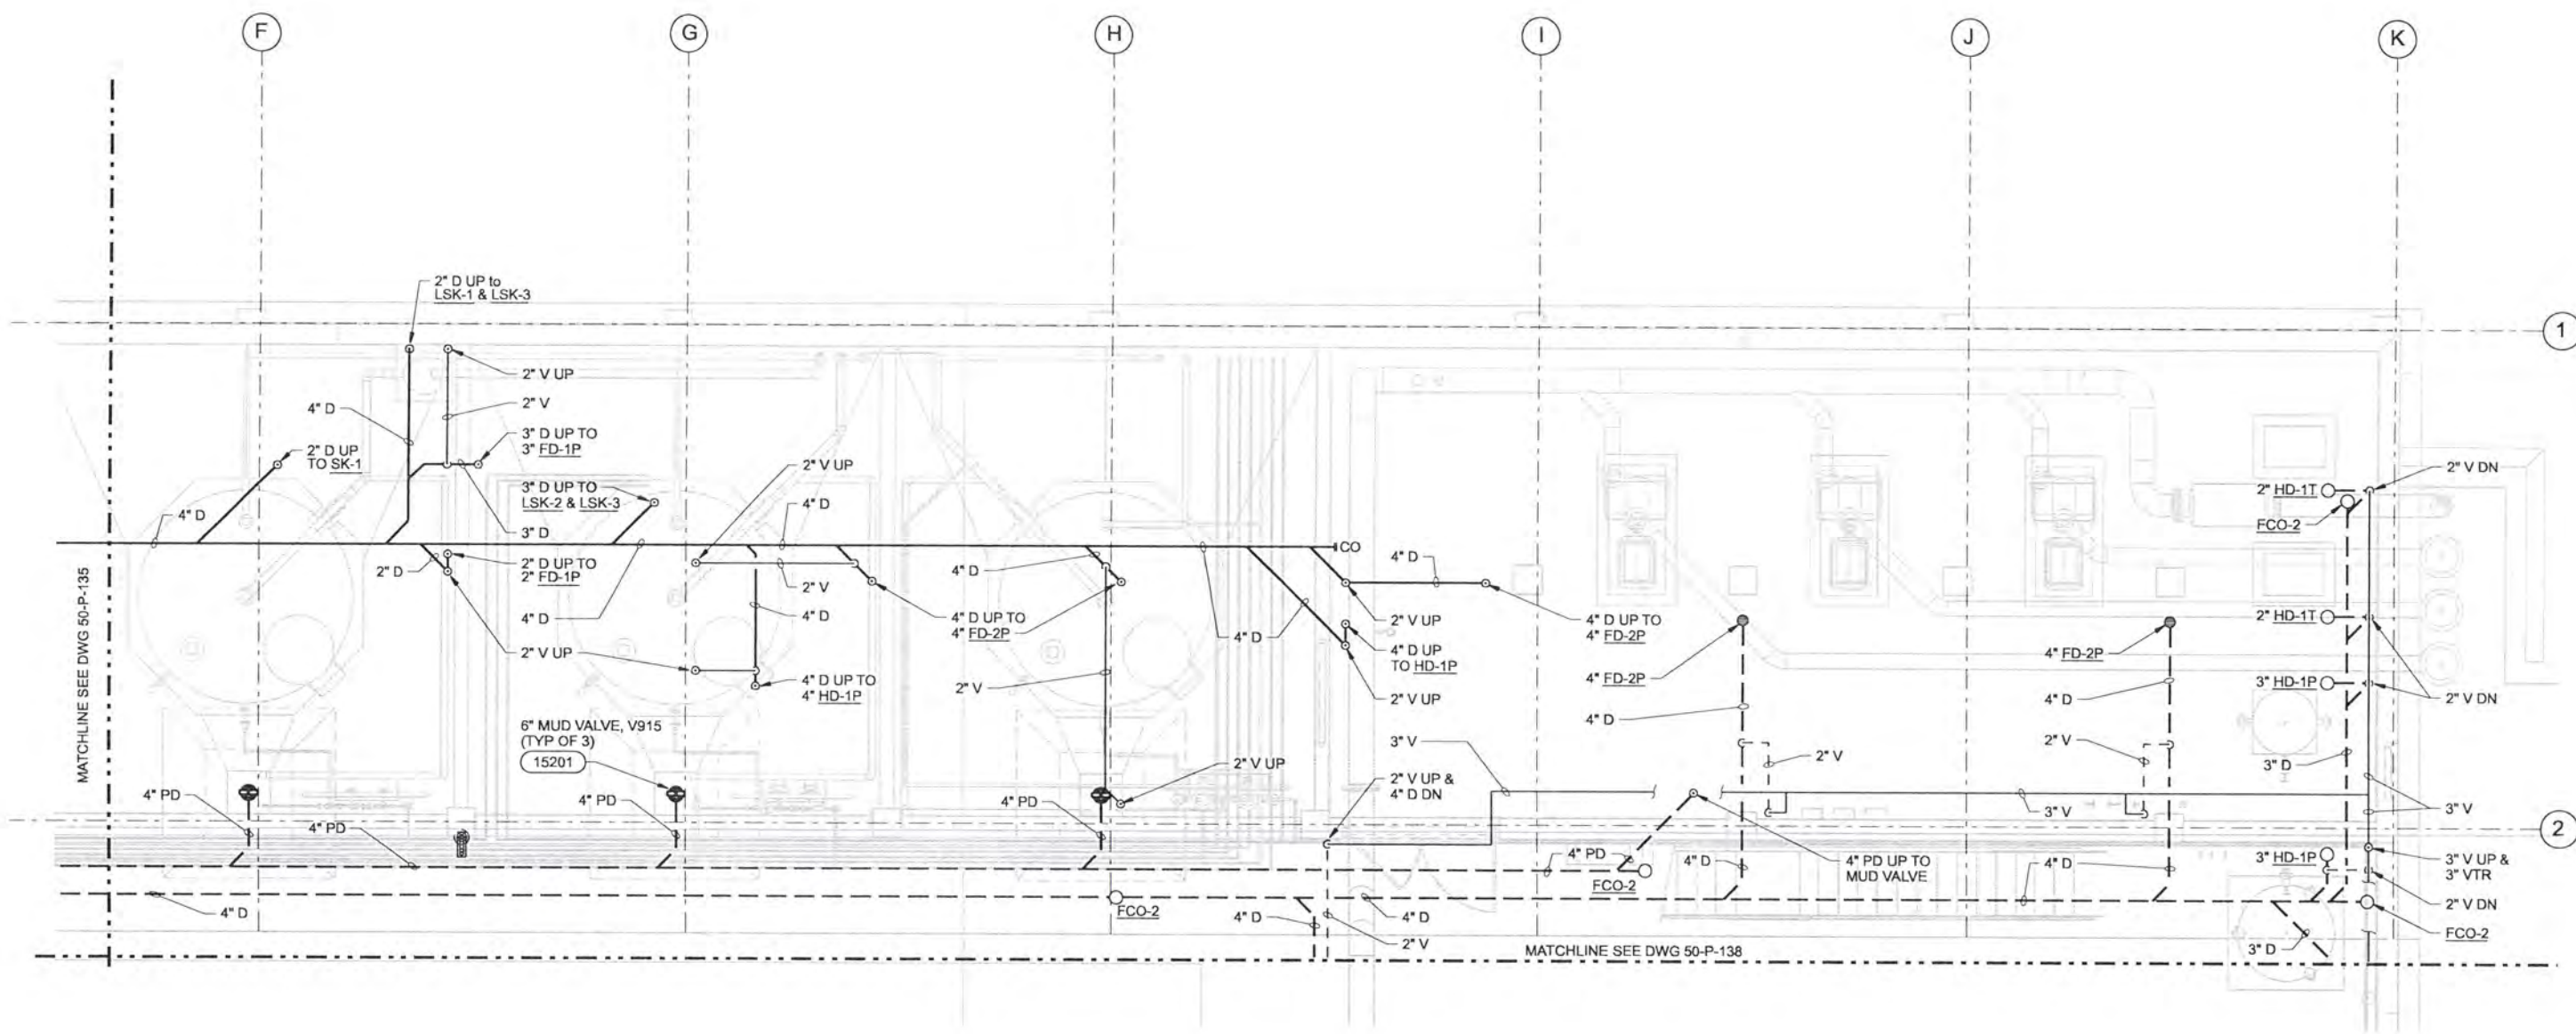 F
G
H
I
J
K
2" D UP to
LSK-1 & LSK-3
1
2" V UP
2" V
4" D
3" D UP TO
3" FD-1P
2" D UP
TO SK-1
2" V UP
2" V DN
3" D UP TO
LSK-2 & LSK-3
2" HD-1T
4" D
4" D
3" D
FCO-2
CO
4" D
2" D
2" D UP TO
2" FD-1P
4" D
2" V
4" D
4" D
4" D UP TO
4" FD-2P
4" D
2" V UP
4" D UP TO
4" FD-2P
2" HD-1T
2" V UP
4" D UP
TO HD-1P
4" FD-2P
4" D UP TO
4" HD-1P
2" V
2" V UP
4" FD-2P
3" HD-1P
4" D
2" V DN
MATCHLINE SEE DWG 50-P-135
6" MUD VALVE, V915
(TYP OF 3)
15201
3" V
4" D
2" V
2" V
3" D
2" V UP
2" V UP &
4" D DN
4" PD
4" PD
4" PD
4" PD
3" V
3" V
2
4" PD
FCO-2
4" D
4" PD UP TO
MUD VALVE
4" D
3" HD-1P
3" V UP &
3" VTR
4" D
FCO-2
4" D
4" D
2" V
2" V DN
FCO-2
3" D
MATCHLINE SEE DWG 50-P-138